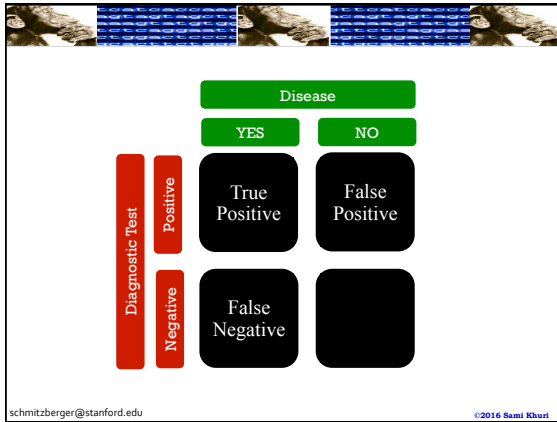 Disease
YES
NO
Diagnostic Test
Positive
True
Positive
False
Positive
Negative
False
Negative
schmitzberger@stanford.edu
©2016 Sami Khuri